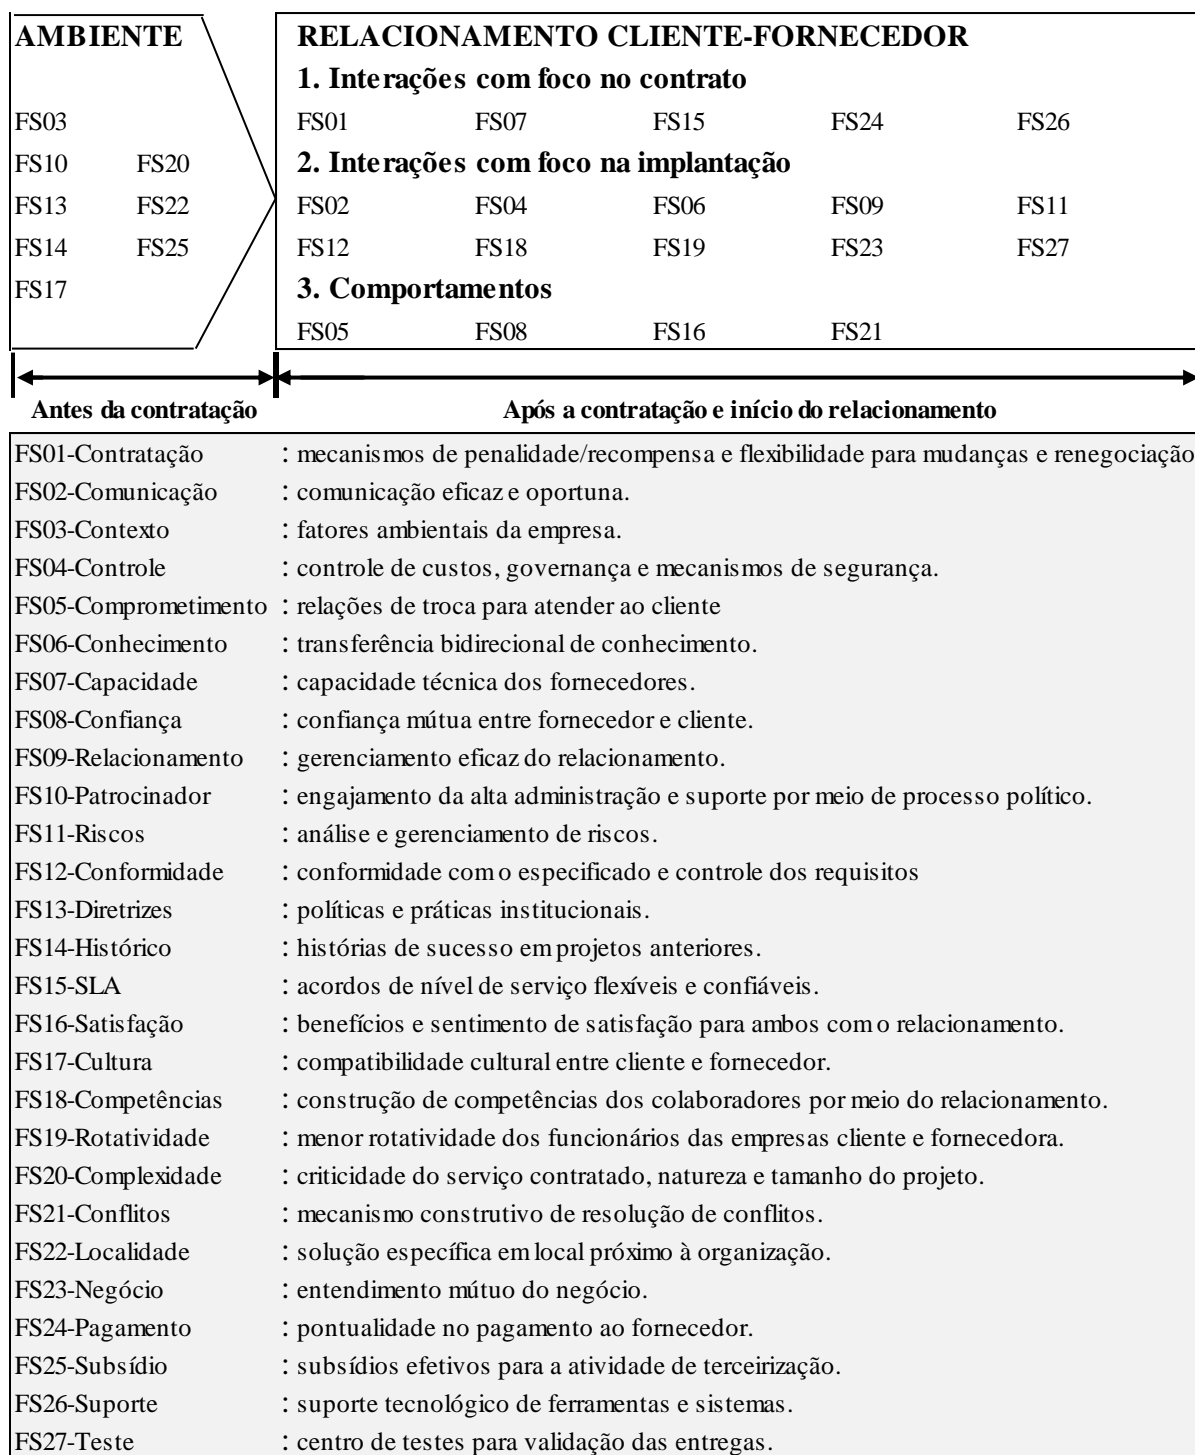 AMBIENTE RELACIONAMENTO CLIENTE-FORNECEDOR
1. Interações com foco no contrato
FS03 FS01 FS07 FS15 FS24 FS26
FS10 FS20 2. Interações com foco na implantação
FS13 FS22 FS02 FS04 FS06 FS09 FS11
FS14 FS25 FS12 FS18 FS19 FS23 FS27
FS17 3. Comportamentos
FS05 FS08 FS16 FS21
Antes da contratação Após a contratação e início do relacionamento
FS01-Contratação : mecanismos de penalidade/recompensa e flexibilidade para mudanças e renegociação
FS02-Comunicação : comunicação eficaz e oportuna.
FS03-Contexto : fatores ambientais da empresa.
FS04-Controle : controle de custos, governança e mecanismos de segurança.
FS05-Comprometimento : relações de troca para atender ao cliente
FS06-Conhecimento : transferência bidirecional de conhecimento.
FS07-Capacidade : capacidade técnica dos fornecedores.
FS08-Confiança : confiança mútua entre fornecedor e cliente.
FS09-Relacionamento : gerenciamento eficaz do relacionamento.
FS10-Patrocinador : engajamento da alta administração e suporte por meio de processo político.
FS11-Riscos : análise e gerenciamento de riscos.
FS12-Conformidade : conformidade com o especificado e controle dos requisitos
FS13-Diretrizes : políticas e práticas institucionais.
FS14-Histórico : histórias de sucesso em projetos anteriores.
FS15-SLA : acordos de nível de serviço flexíveis e confiáveis.
FS16-Satisfação : benefícios e sentimento de satisfação para ambos com o relacionamento.
FS17-Cultura : compatibilidade cultural entre cliente e fornecedor.
FS18-Competências : construção de competências dos colaboradores por meio do relacionamento.
FS19-Rotatividade : menor rotatividade dos funcionários das empresas cliente e fornecedora.
FS20-Complexidade : criticidade do serviço contratado, natureza e tamanho do projeto.
FS21-Conflitos : mecanismo construtivo de resolução de conflitos.
FS22-Localidade : solução específica em local próximo à organização.
FS23-Negócio : entendimento mútuo do negócio.
FS24-Pagamento : pontualidade no pagamento ao fornecedor.
FS25-Subsídio : subsídios efetivos para a atividade de terceirização.
FS26-Suporte : suporte tecnológico de ferramentas e sistemas.
FS27-Teste : centro de testes para validação das entregas.